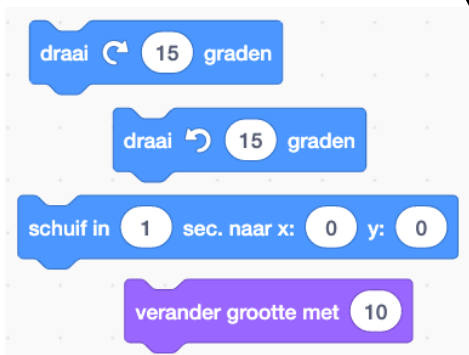 draai 15 graden
draai 15 graden
schuif in 1 sec. naar x: 0 y: 0
verander grootte met 10